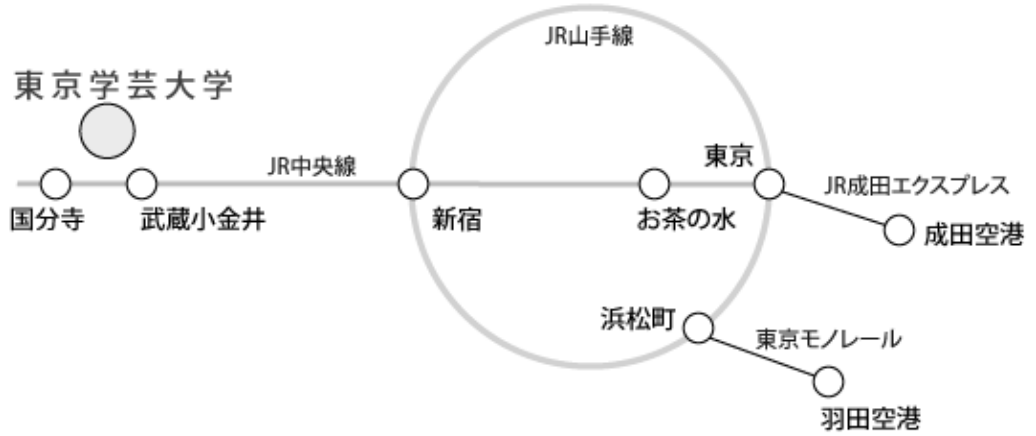 JR山手線
東京学芸大学
東京
JR中央線
JR成田エクスプレス
国分寺
武蔵小金井
新宿
お茶の水
成田空港
浜松町
東京モノレール
羽田空港